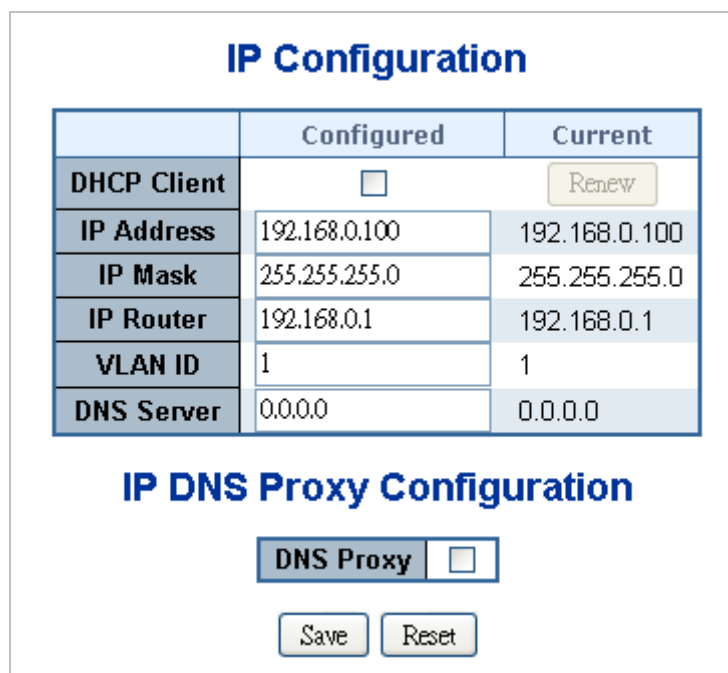 IP Configuration
Configured Current
DHCP Client Renew
IP Address 192.168.0.100 192.168.0.100
IP Mask 255.255.255.0 255.255.255.0
IP Router 192.168.0.1 192.168.0.1
VLAN ID 1 1
DNS Server 0.0.0.0 0.0.0.0
IP DNS Proxy Configuration
DNS Proxy
Save Reset